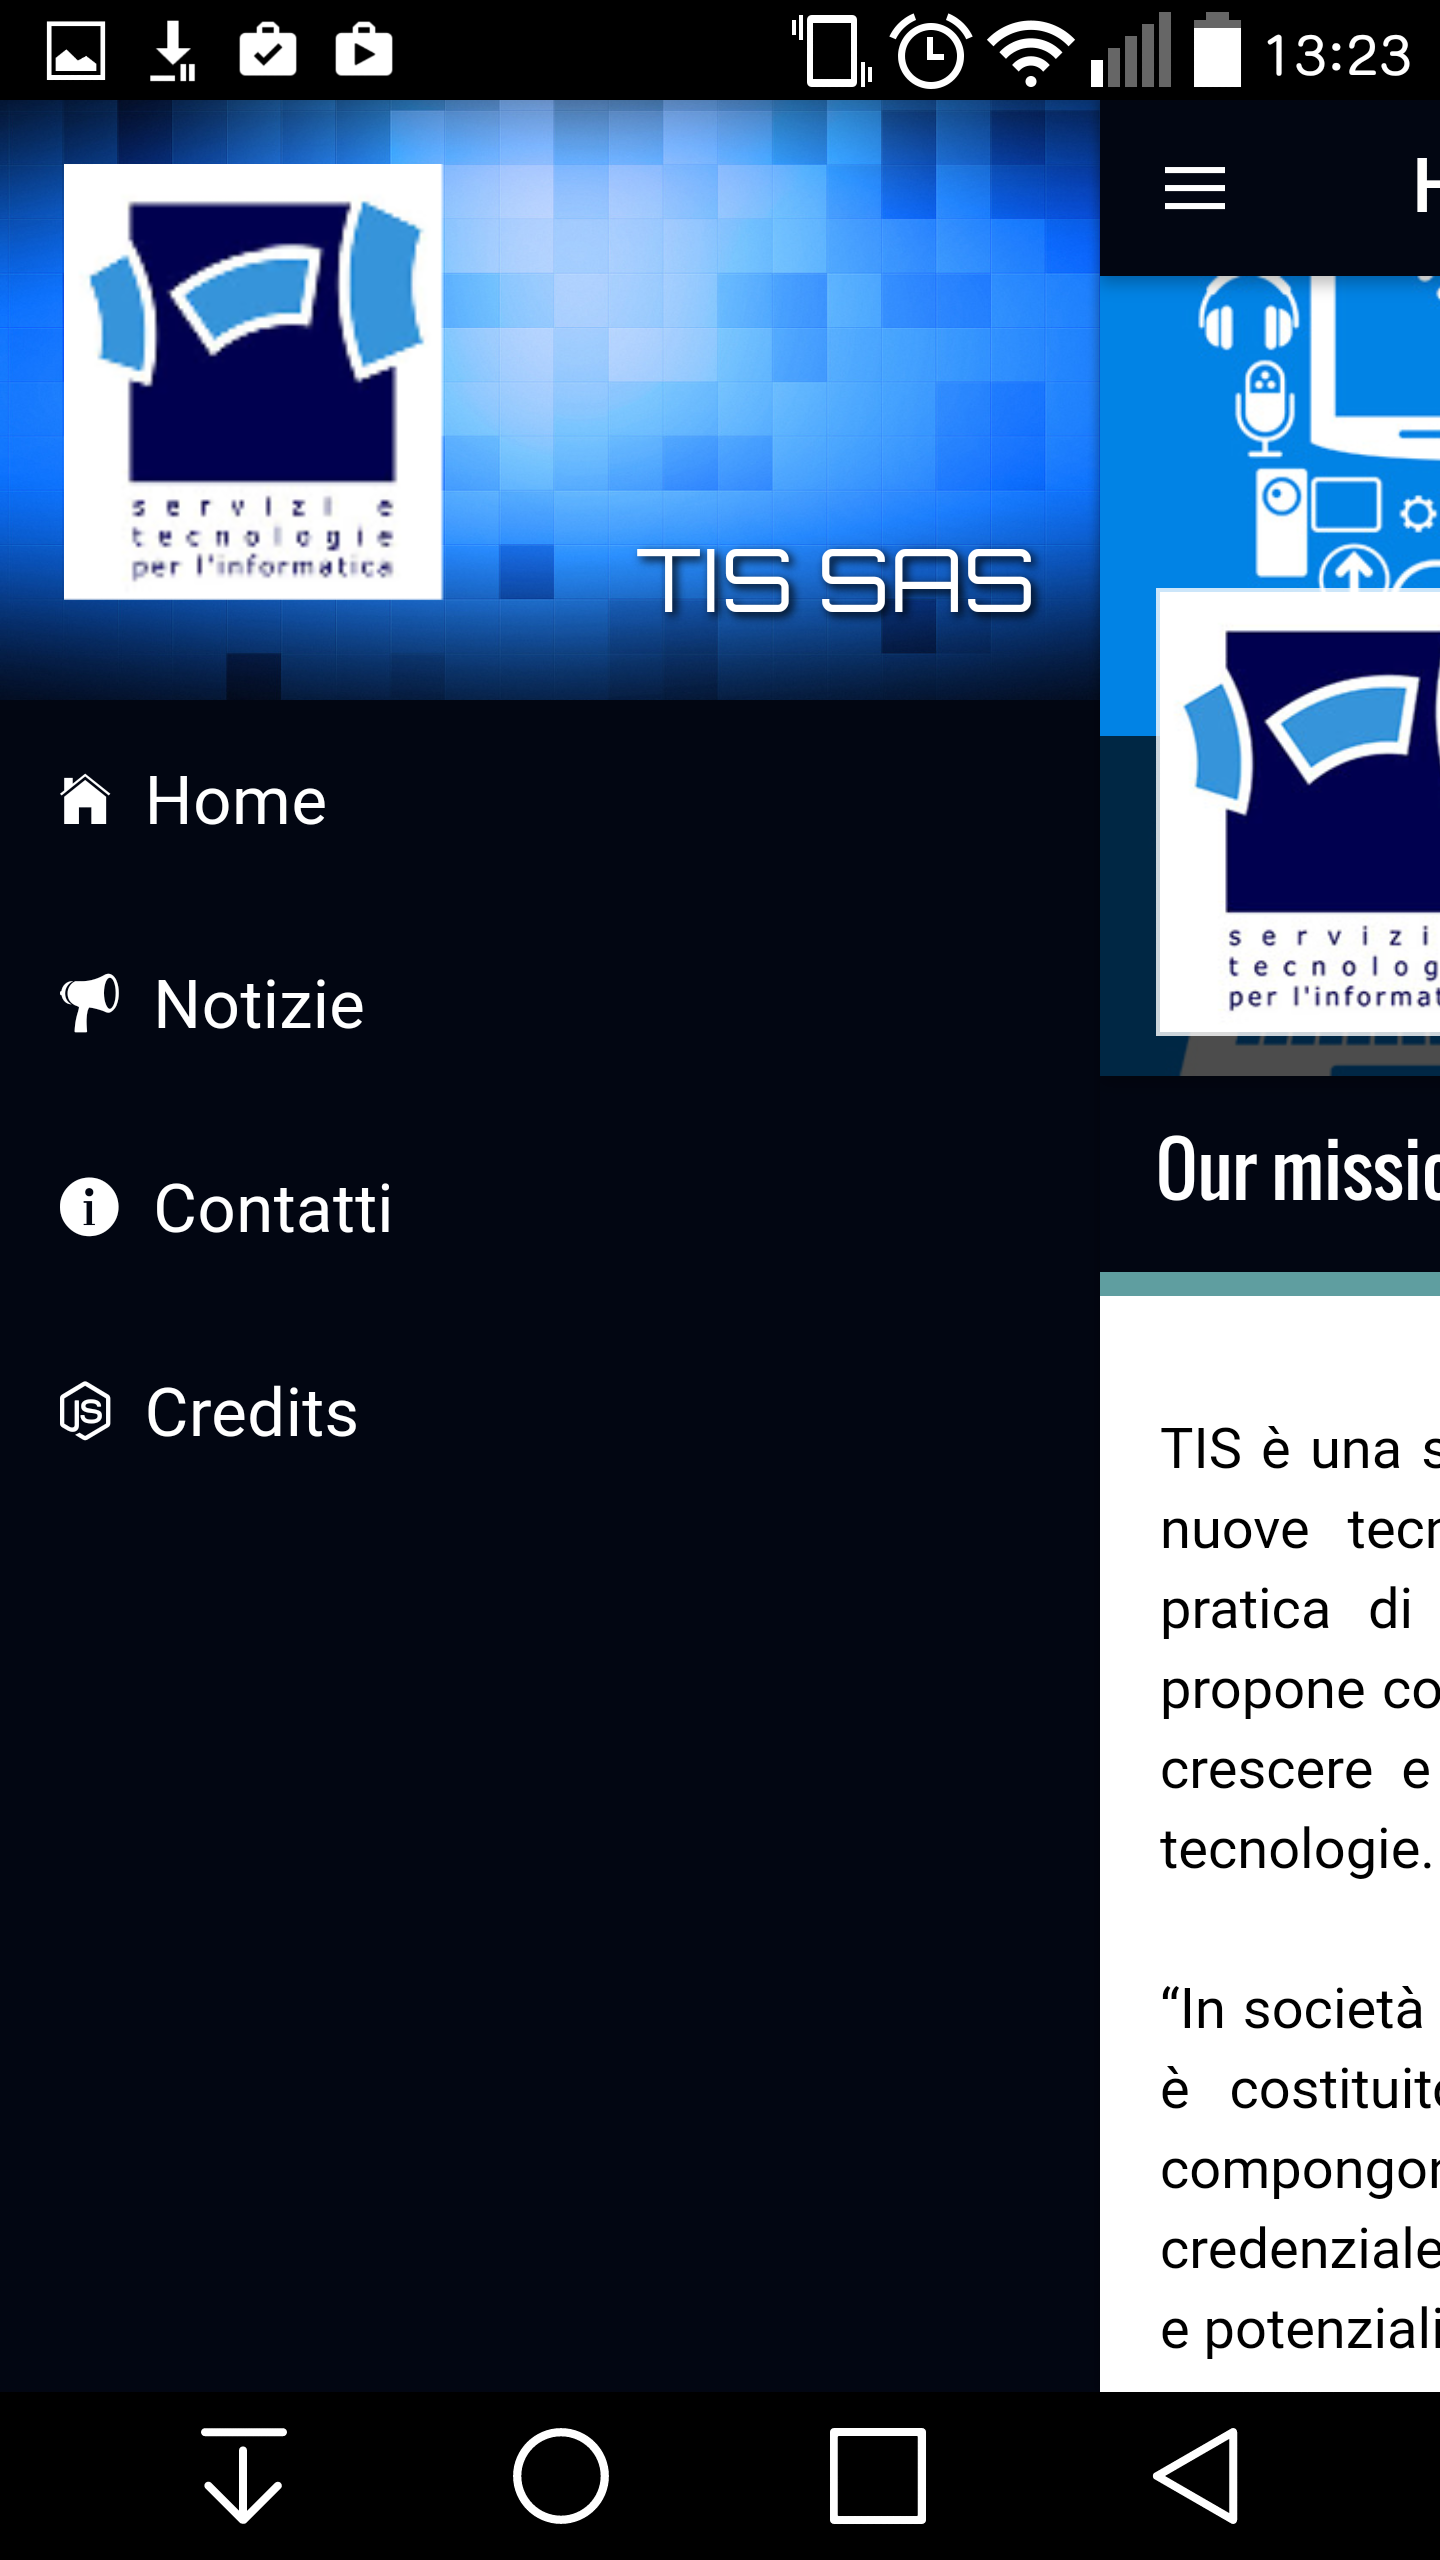 13:23
servizi e
tecnologie
per l'informatica
TIS SAS
Home
Notizie
Contatti
Credits
H
servizi
tecnolog
per l'informat
Our missio
TIS è una s
nuove tecn
pratica di
propone co
crescere e
tecnologie.
“In società
è costituito
compongon
credenziale
e potenziali